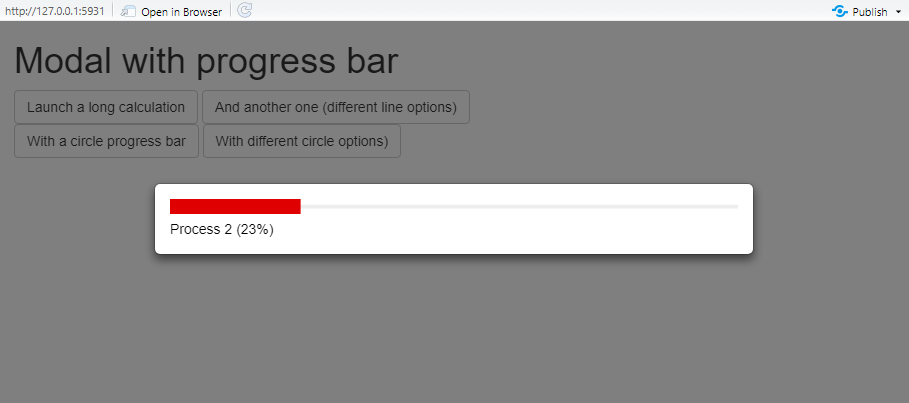 http://127.0.0.1:5931 Open in Browser Publish
Modal with progress bar
Launch a long calculation And another one (different line options)
With a circle progress bar With different circle options)
Process 2 (23%)